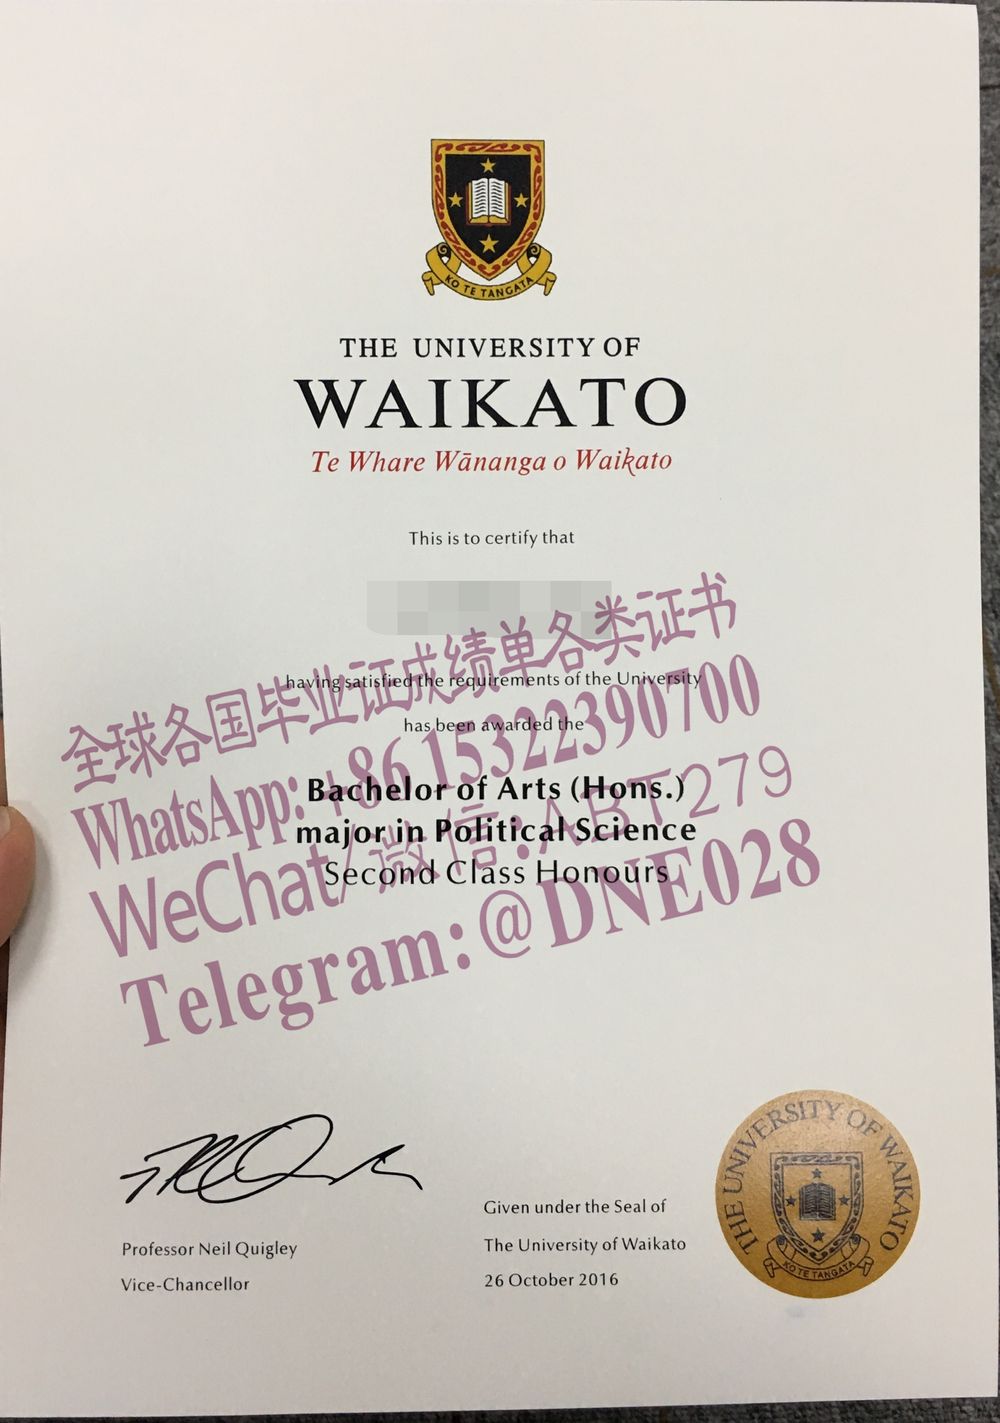 KO TE TANGATA
THE UNIVERSITY OF
WAIKATO
Te Whare Wānanga o Waikato
This is to certify that
having satisfied the requirements of the University
has been awarded the
Bachelor of Arts (Hons.)
major in Political Science
Second Class Honours
全球各国毕业证成绩单各类证书
WhatsApp: +86 15322390700
WeChat/微信:ABT279
Telegram:@DNE028
Professor Neil Quigley
Vice-Chancellor
Given under the Seal of
The University of Waikato
26 October 2016
THE UNIVERSITY OF WAIKATO
KO TE TANGATA